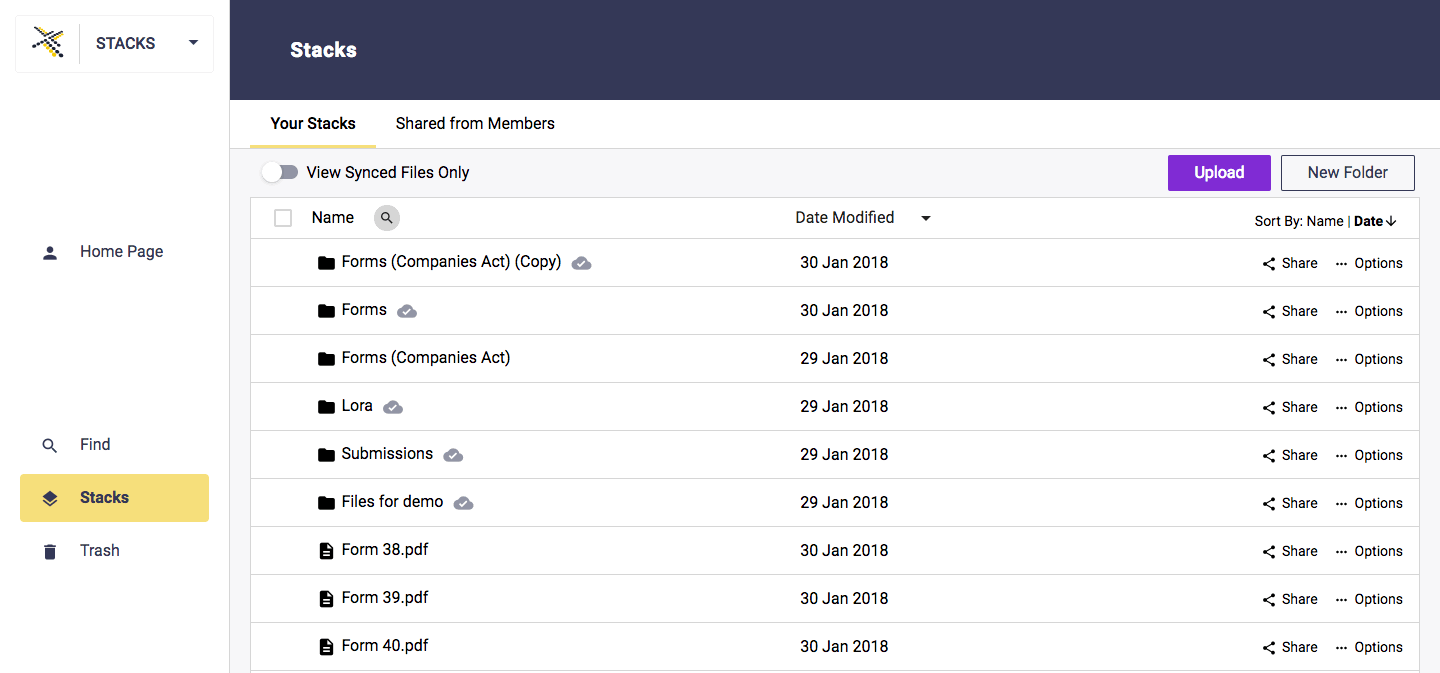 STACKS
Stacks
Home Page
Find
Stacks
Trash
Your Stacks Shared from Members
View Synced Files Only Upload New Folder
Name Date Modified Sort By: Name | Date
Forms (Companies Act) (Copy) 30 Jan 2018 Share Options
Forms 30 Jan 2018 Share Options
Forms (Companies Act) 29 Jan 2018 Share Options
Lora 29 Jan 2018 Share Options
Submissions 29 Jan 2018 Share Options
Files for demo 29 Jan 2018 Share Options
Form 38.pdf 30 Jan 2018 Share Options
Form 39.pdf 30 Jan 2018 Share Options
Form 40.pdf 30 Jan 2018 Share Options